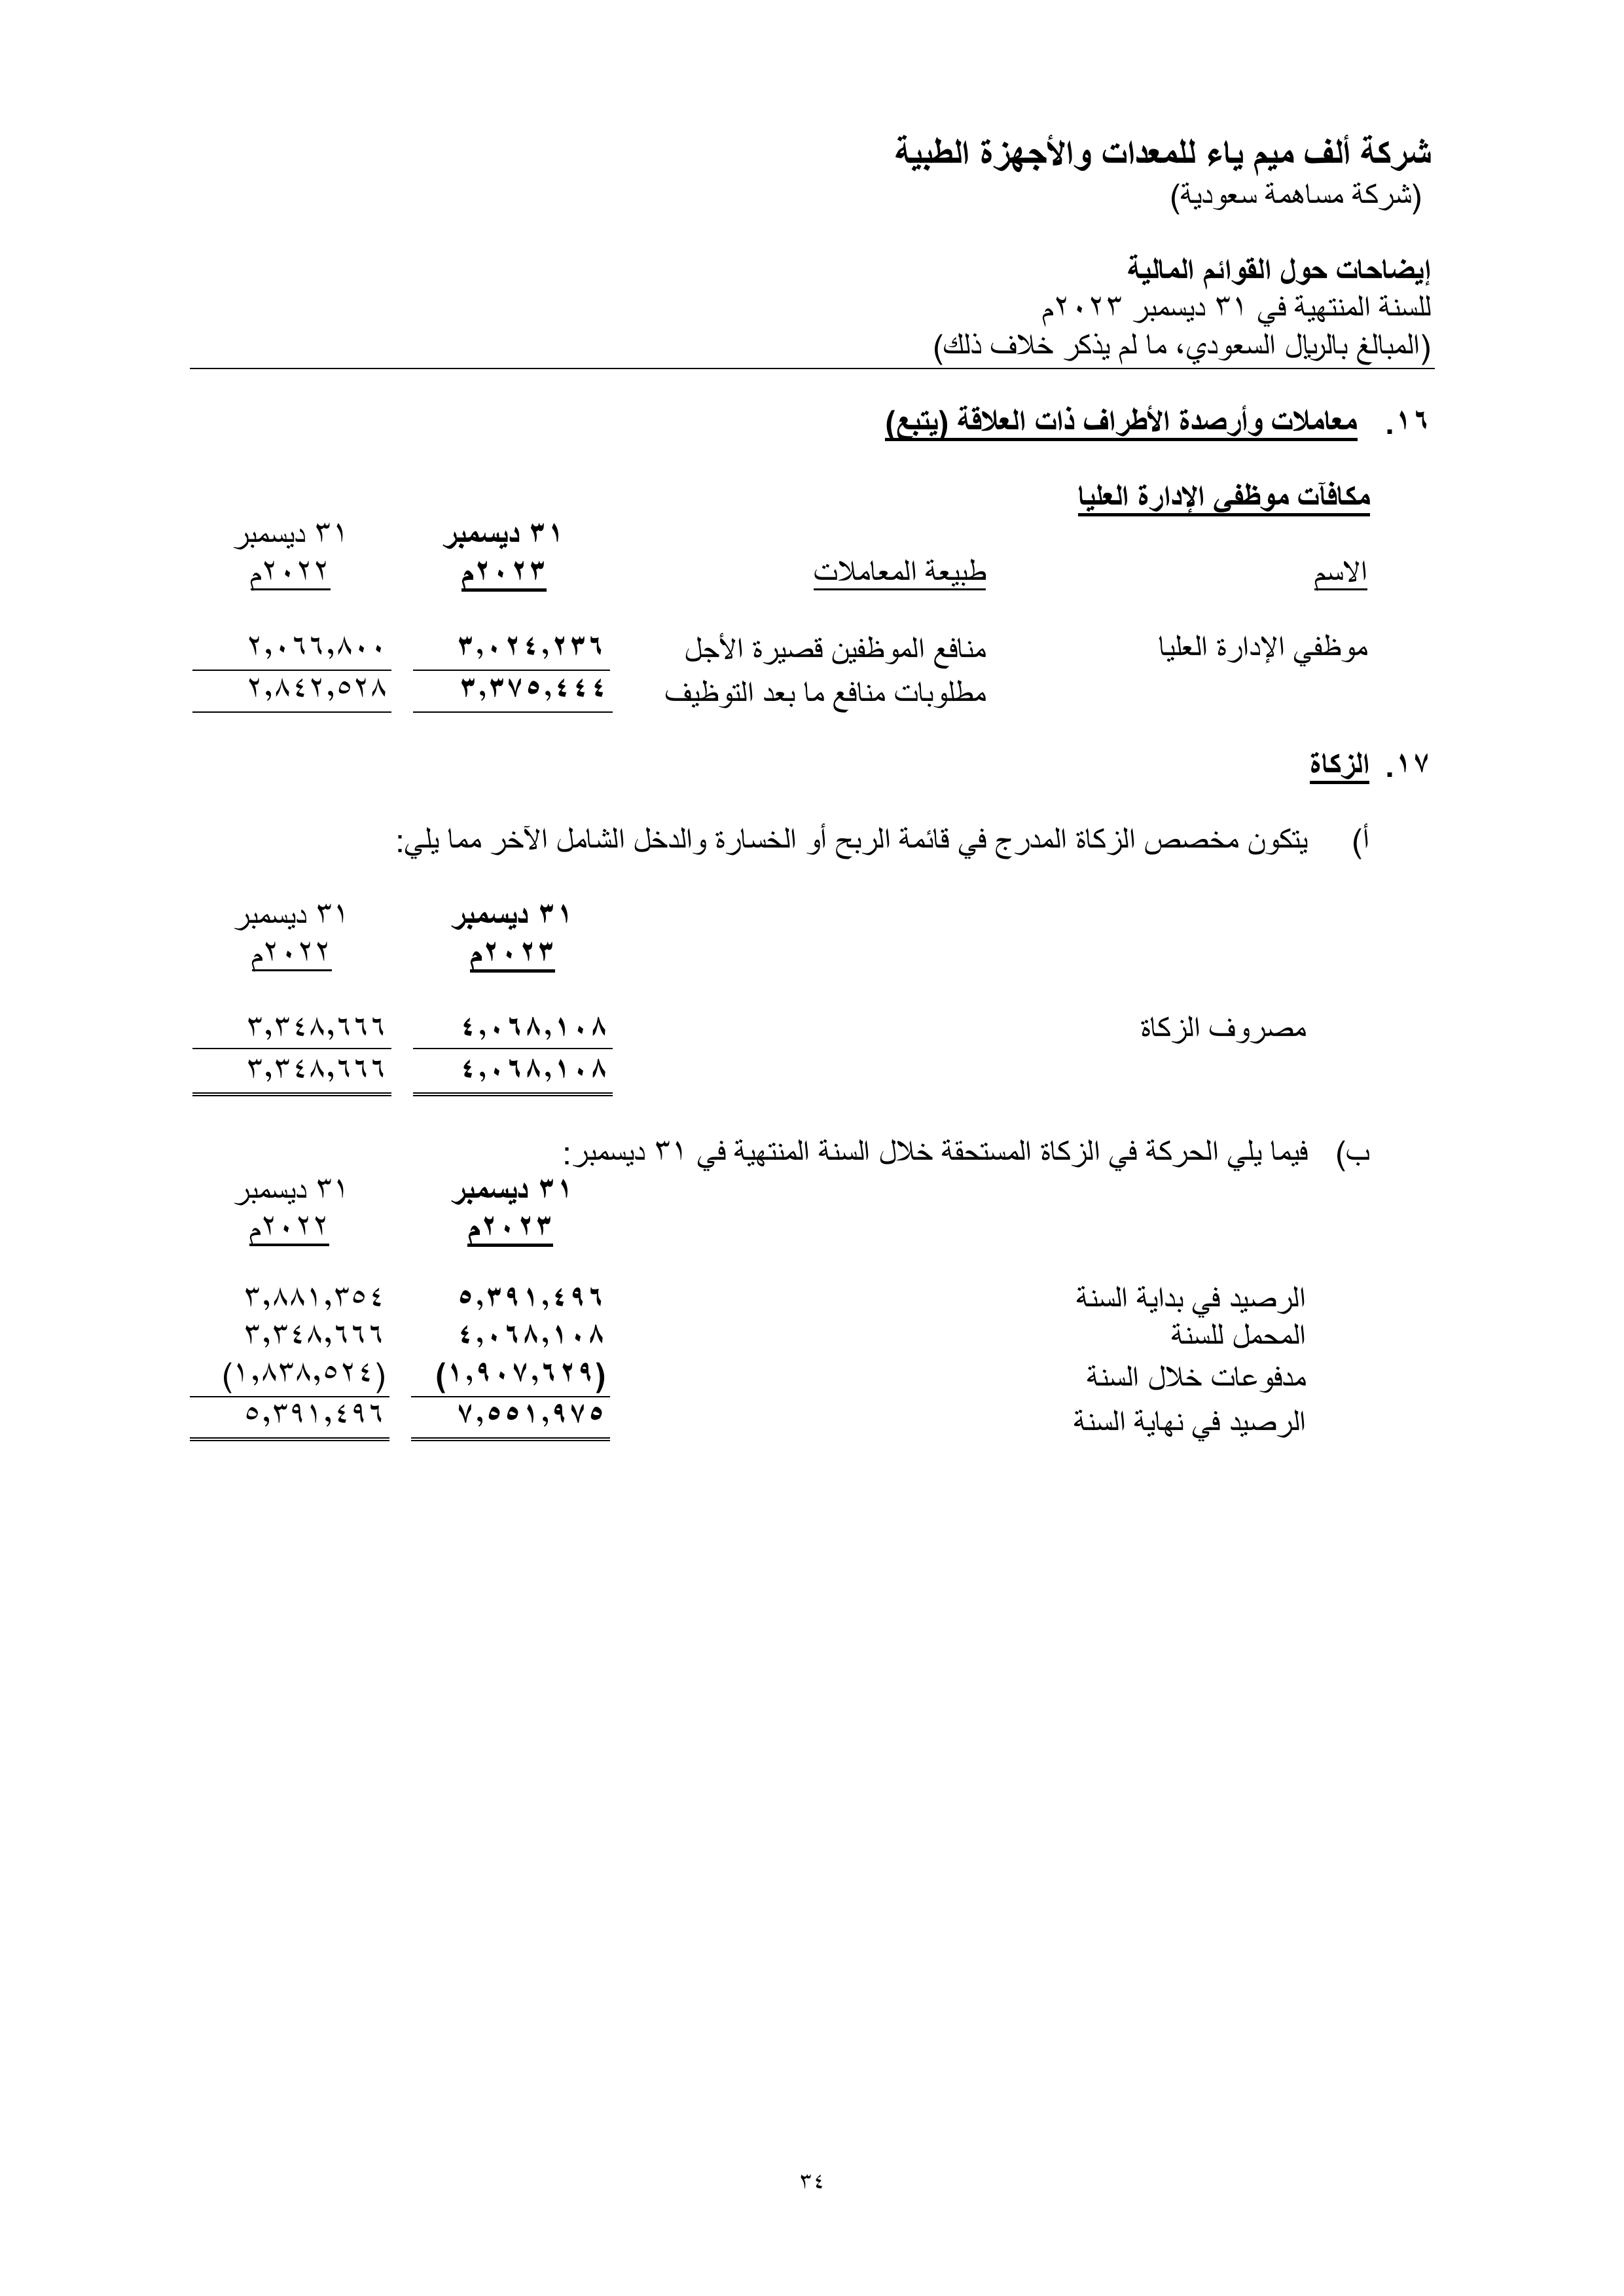 شركة ألف ميم ياء للمعدات والأجهزة الطبية
(شركة مساهمة سعودية)
إيضاحات حول القوائم المالية
للسنة المنتهية في ٣١ ديسمبر ٢٠٢٣م
(المبالغ بالريال السعودي، ما لم يذكر خلاف ذلك)
١٦. معاملات وأرصدة الأطراف ذات العلاقة (يتبع)
مكافآت موظفي الإدارة العليا
٣١ ديسمبر ٣١ ديسمبر
الاسم طبيعة المعاملات ٢٠٢٣م ٢٠٢٢م
موظفي الإدارة العليا منافع الموظفين قصيرة الأجل ٣,٠٢٤,٢٣٦ ٢,٠٦٦,٨٠٠
مطلوبات منافع ما بعد التوظيف ٣,٣٧٥,٤٤٤ ٢,٨٤٢,٥٢٨
١٧. الزكاة
أ) يتكون مخصص الزكاة المدرج في قائمة الربح أو الخسارة والدخل الشامل الآخر مما يلي:
٣١ ديسمبر ٣١ ديسمبر
٢٠٢٣م ٢٠٢٢م
مصروف الزكاة ٤,٠٦٨,١٠٨ ٣,٣٤٨,٦٦٦
٤,٠٦٨,١٠٨ ٣,٣٤٨,٦٦٦
ب) فيما يلي الحركة في الزكاة المستحقة خلال السنة المنتهية في ٣١ ديسمبر:
٣١ ديسمبر ٣١ ديسمبر
٢٠٢٣م ٢٠٢٢م
الرصيد في بداية السنة ٥,٣٩١,٤٩٦ ٣,٨٨١,٣٥٤
المحمل للسنة ٤,٠٦٨,١٠٨ ٣,٣٤٨,٦٦٦
مدفوعات خلال السنة (١,٩٠٧,٦٢٩) (١,٨٣٨,٥٢٤)
الرصيد في نهاية السنة ٧,٥٥١,٩٧٥ ٥,٣٩١,٤٩٦
٣٤